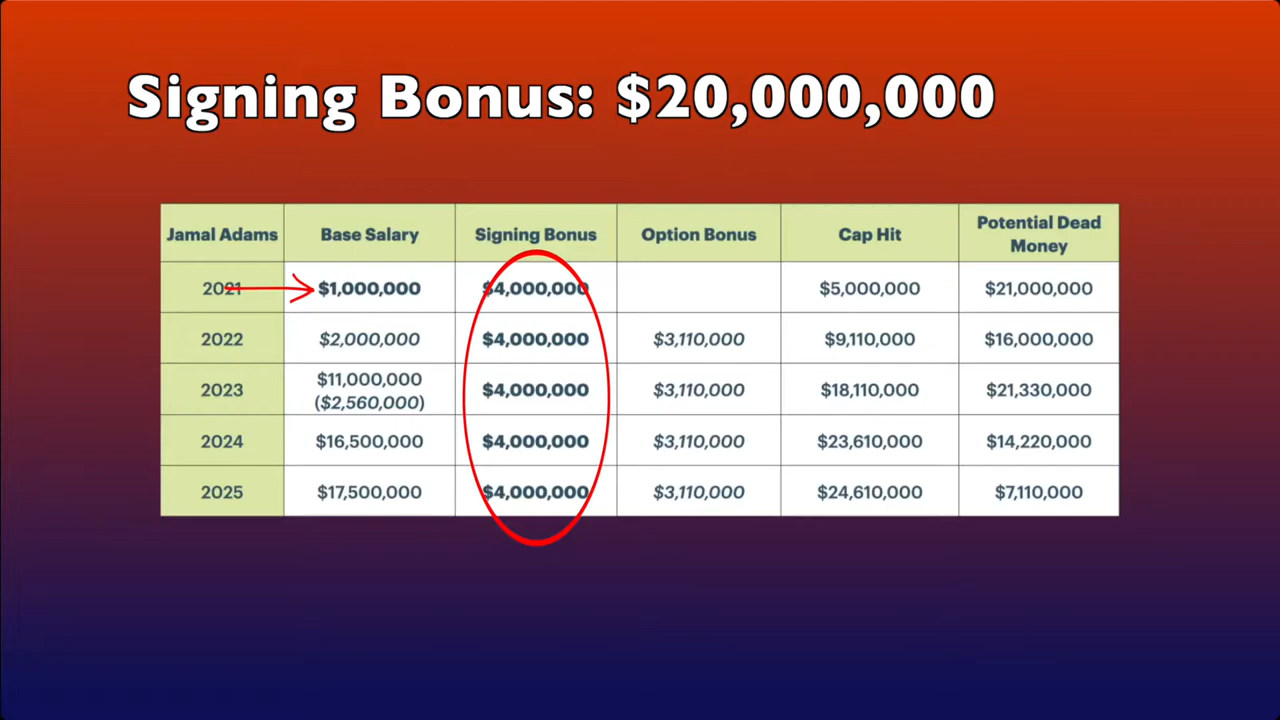 Signing Bonus: $20,000,000
Jamal Adams Base Salary Signing Bonus Option Bonus Cap Hit Potential Dead Money
2021 $1,000,000 $4,000,000 $5,000,000 $21,000,000
2022 $2,000,000 $4,000,000 $3,110,000 $9,110,000 $16,000,000
2023 $11,000,000 ($2,560,000) $4,000,000 $3,110,000 $18,110,000 $21,330,000
2024 $16,500,000 $4,000,000 $3,110,000 $23,610,000 $14,220,000
2025 $17,500,000 $4,000,000 $3,110,000 $24,610,000 $7,110,000